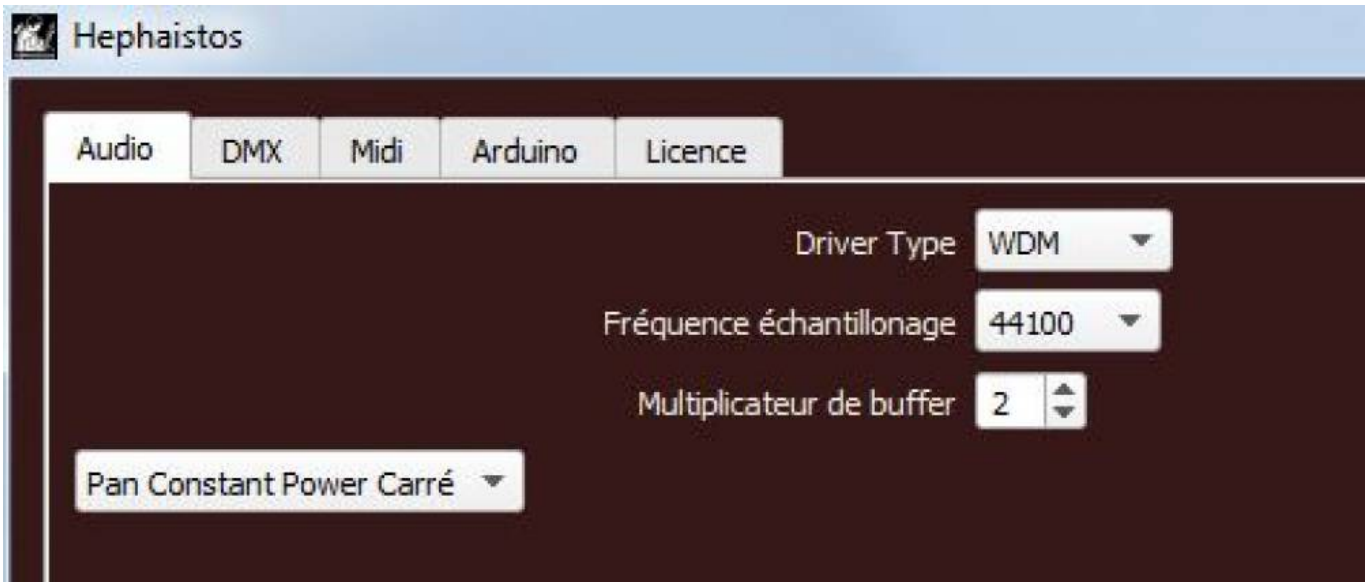 Hephaistos
Audio DMX Midi Arduino Licence
Driver Type WDM
Fréquence échantillonage 44100
Multiplicateur de buffer 2
Pan Constant Power Carré